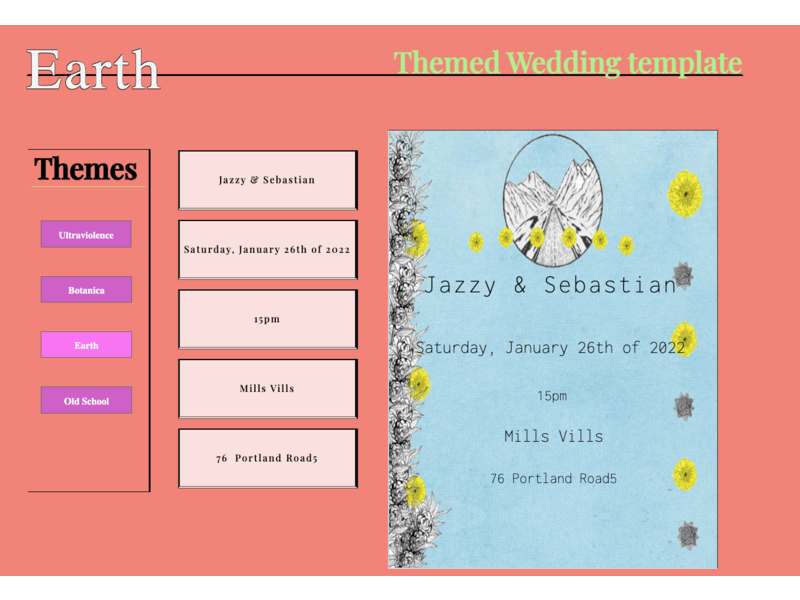 Earth
Themed Wedding template
Themes
Ultraviolence
Botanica
Earth
Old School
Jazzy & Sebastian
Saturday, January 26th of 2022
15pm
Mills Vills
76 Portland Road5
Jazzy & Sebastian
Saturday, January 26th of 2022
15pm
Mills Vills
76 Portland Road5